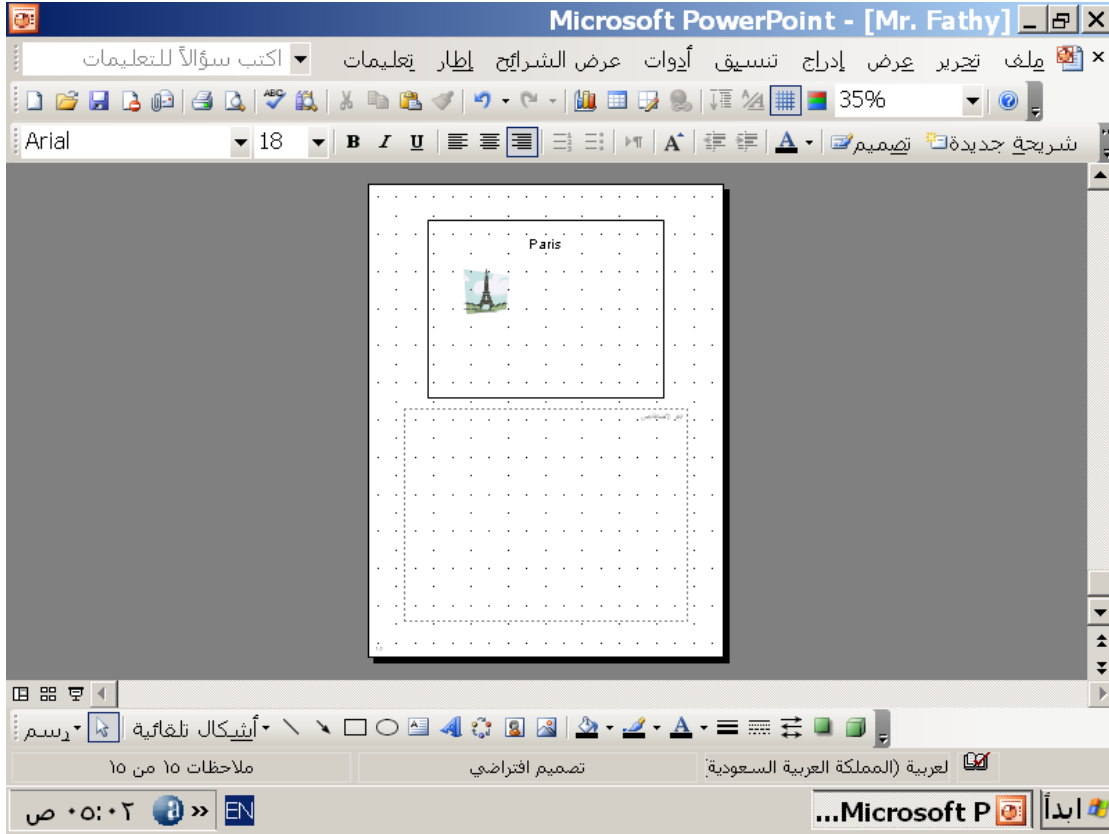 Microsoft PowerPoint - [Mr. Fathy]
ملف تحرير عرض إدراج تنسيق أدوات عرض الشرائح إطار تعليمات اكتب سؤالاً للتعليمات
35%
Arial 18 B I U شريحة جديدة تصميم
Paris
رسم أشكال تلقائية
ملاحظات ١٥ من ١٥ تصميم افتراضي لعربية (المملكة العربية السعودية
ابدأ Microsoft P... EN ٠٥:٠٢ ص